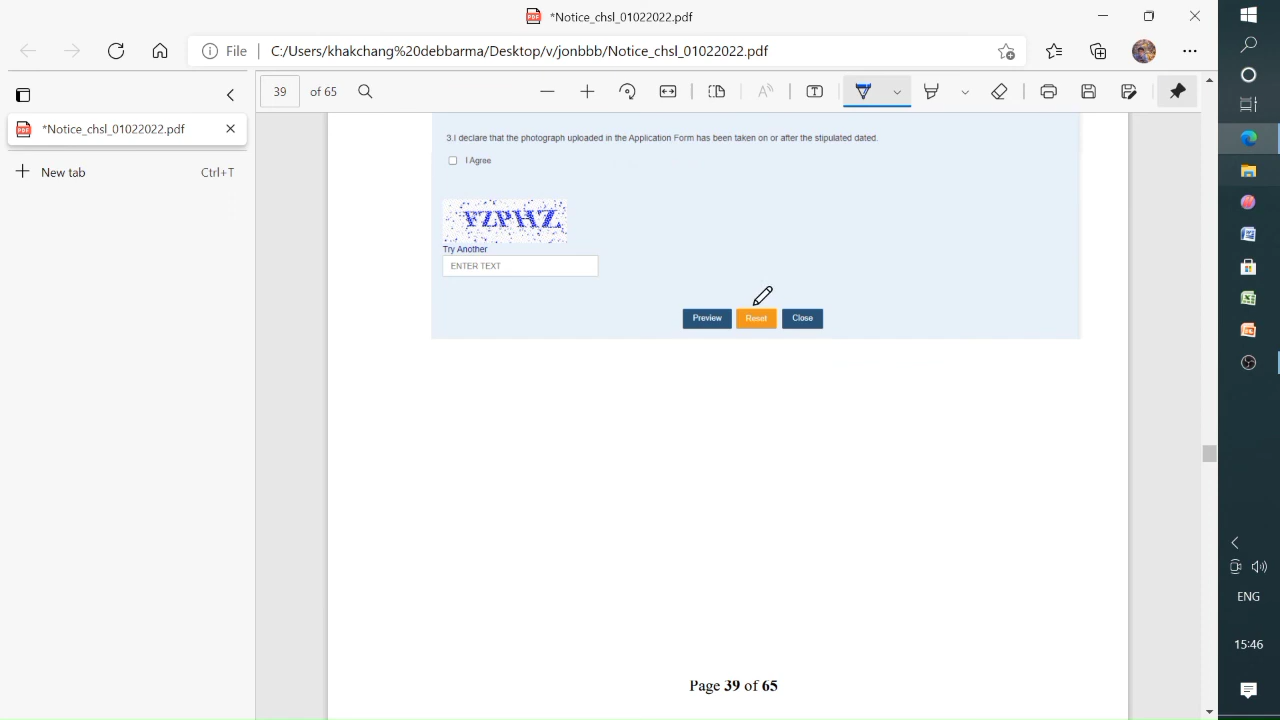 *Notice_chsl_01022022.pdf
File
C:/Users/khakchang%20debbarma/Desktop/v/jonbbb/Notice_chsl_01022022.pdf
39 of 65
*Notice_chsl_01022022.pdf
New tab Ctrl+T
3.I declare that the photograph uploaded in the Application Form has been taken on or after the stipulated dated.
I Agree
FZPHZ
Try Another
ENTER TEXT
Preview Reset Close
Page 39 of 65
ENG
15:46